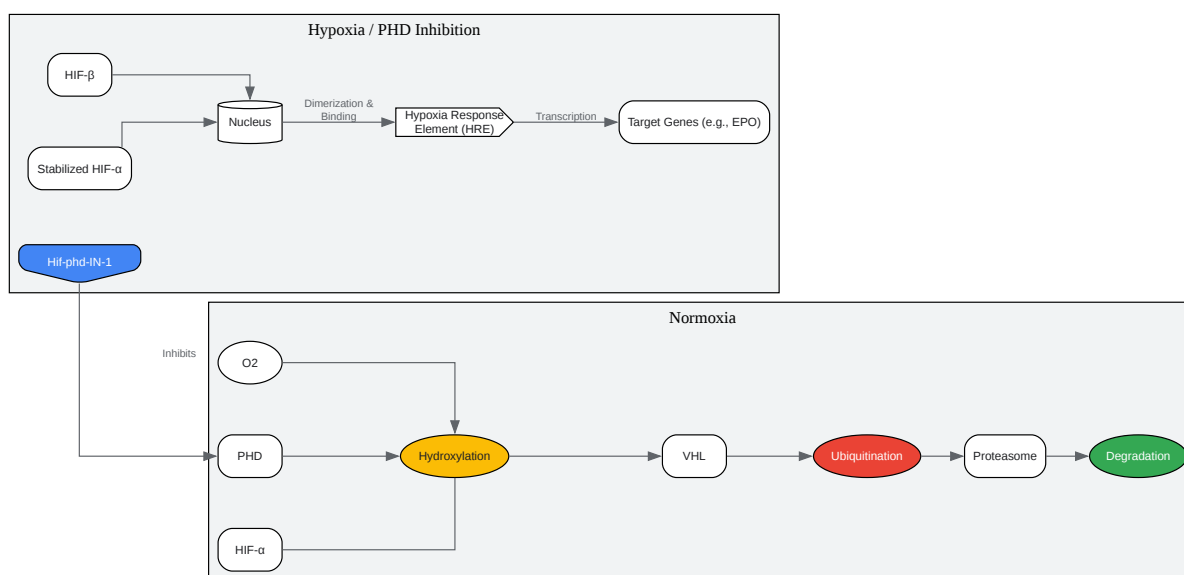 Hypoxia / PHD Inhibition
HIF-β
Nucleus
Dimerization &
Binding
Hypoxia Response
Element (HRE)
Transcription
Target Genes (e.g., EPO)
Stabilized HIF-α
Hif-phd-IN-1
Inhibits
Normoxia
O2
PHD
Hydroxylation
VHL
Ubiquitination
Proteasome
Degradation
HIF-α